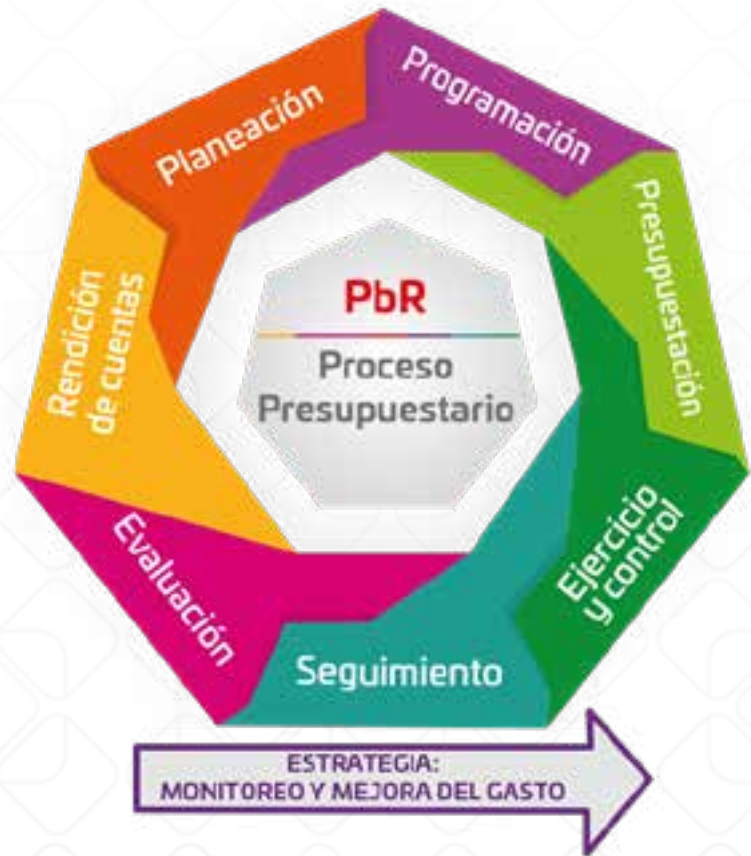 Planeación
Programación
Presupuestación
Ejercicio
y control
Seguimiento
Evaluación
Rendición
de cuentas
PbR
Proceso
Presupuestario
ESTRATEGIA:
MONITOREO Y MEJORA DEL GASTO